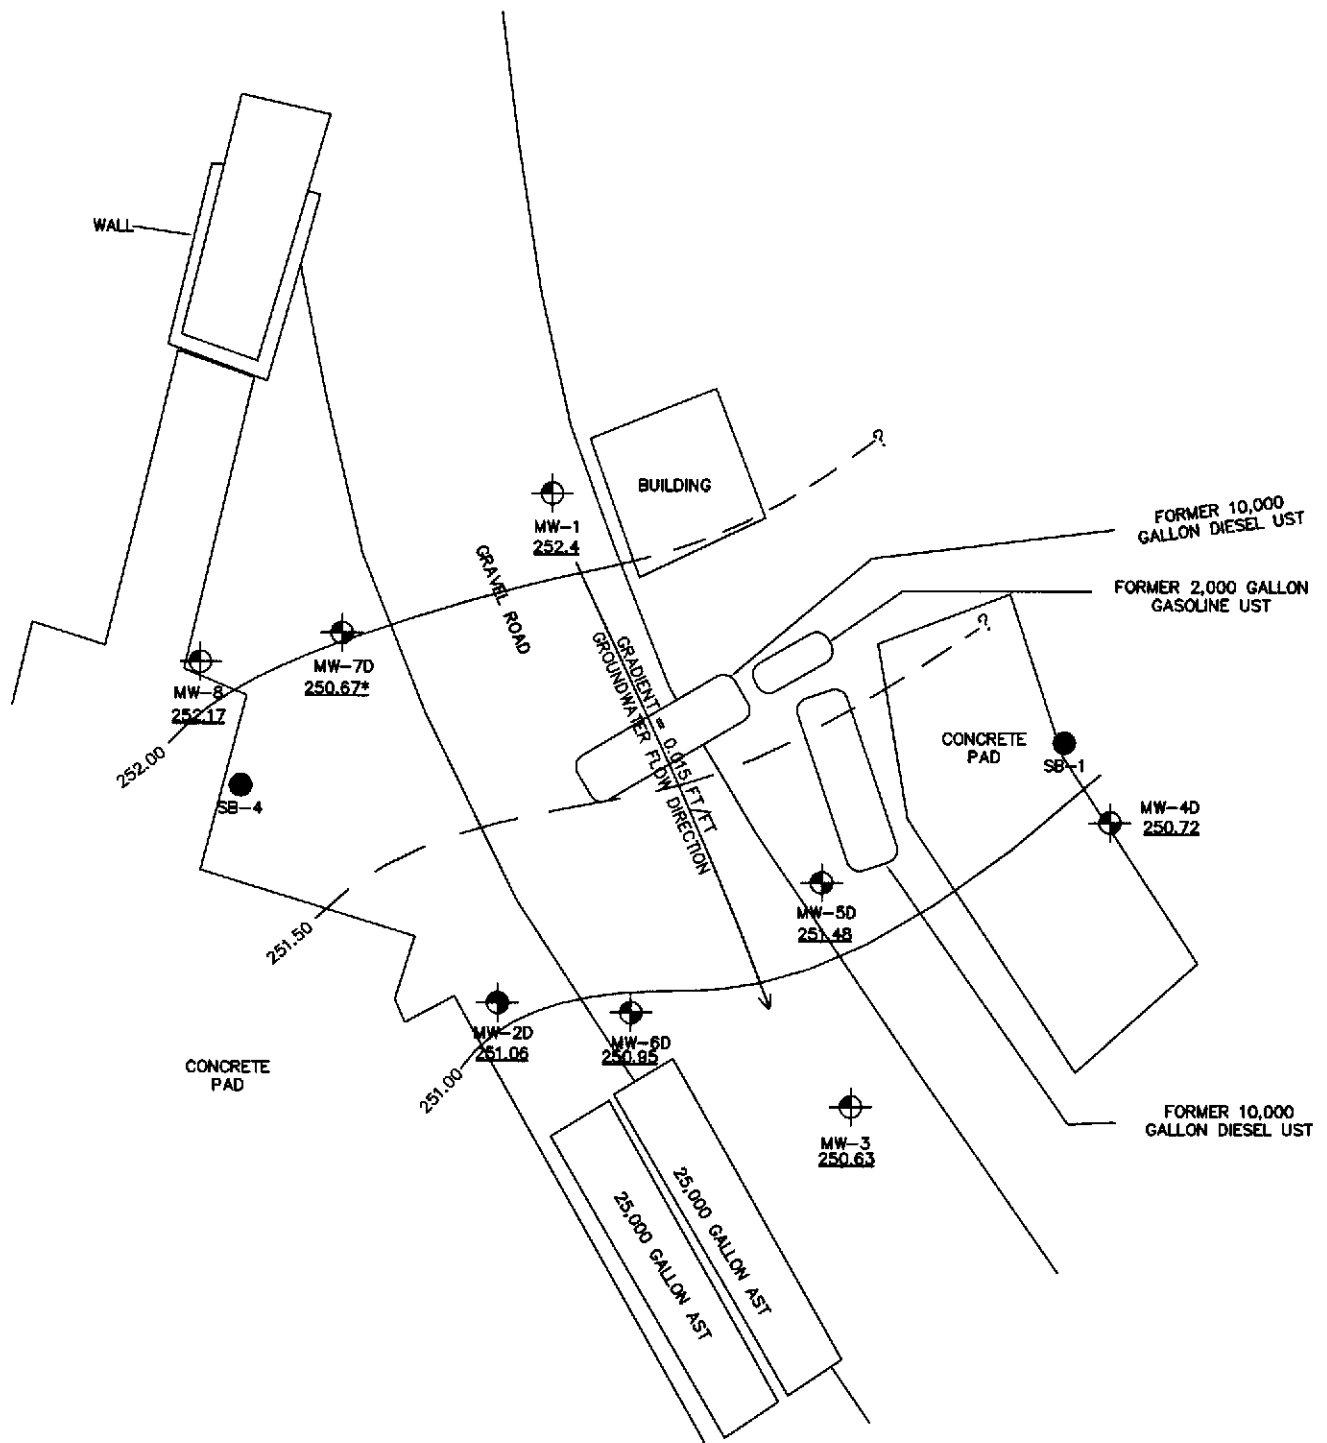 WALL
BUILDING
MW-1
252.4
FORMER 10,000
GALLON DIESEL UST
FORMER 2,000 GALLON
GASOLINE UST
GRAVEL ROAD
?
?
MW-7D
250.67*
MW-8
252.17
252.00
GRADIENT = 0.015 FT/FT
GROUNDWATER FLOW DIRECTION
CONCRETE
PAD
SB-1
SB-4
MW-4D
250.72
MW-5D
251.48
251.50
MW-2D
251.06
MW-6D
250.95
251.00
CONCRETE
PAD
MW-3
250.63
FORMER 10,000
GALLON DIESEL UST
25,000 GALLON AST
25,000 GALLON AST